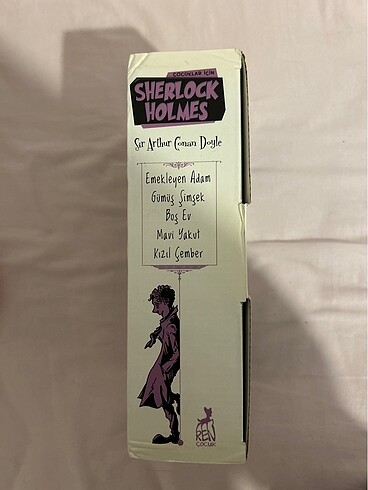 ÇOCUKLAR İÇİN
SHERLOCK
HOLMES
Sir Arthur Conan Doyle
Emekleyen Adam
Gümüş Şimşek
Boş Ev
Mavi Yakut
Kızıl Çember
REN
ÇOCUK